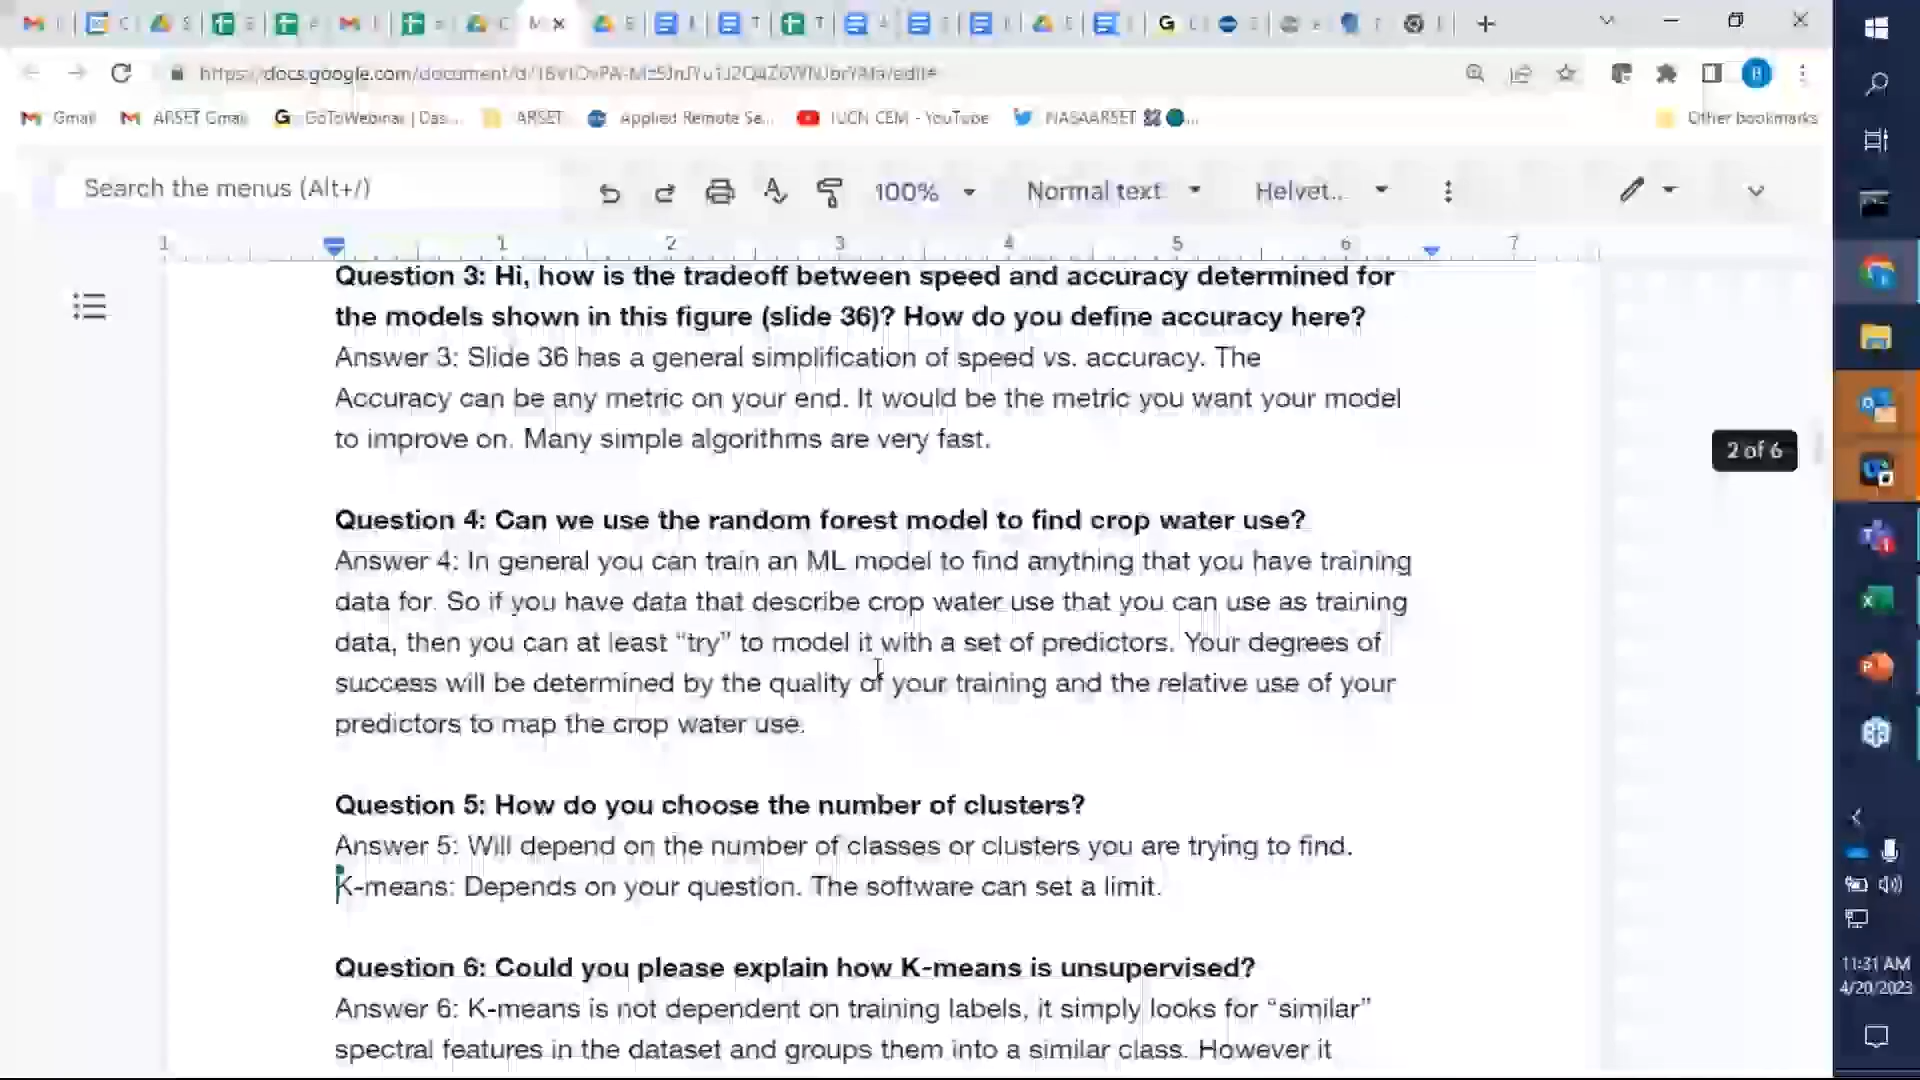 https://docs.google.com/document/d/
Gmail
ARSET Gmail
GoToWebinar | Das...
ARSET
Applied Remote Se...
IUCN CEM - YouTube
NASAARSET
Other bookmarks
Search the menus (Alt+/)
100%
Normal text
Helvet...
1 1 2 3 4 5 6 7
Question 3: Hi, how is the tradeoff between speed and accuracy determined for
the models shown in this figure (slide 36)? How do you define accuracy here?
Answer 3: Slide 36 has a general simplification of speed vs. accuracy. The
Accuracy can be any metric on your end. It would be the metric you want your model
to improve on. Many simple algorithms are very fast.
2 of 6
Question 4: Can we use the random forest model to find crop water use?
Answer 4: In general you can train an ML model to find anything that you have training
data for. So if you have data that describe crop water use that you can use as training
data, then you can at least “try” to model it with a set of predictors. Your degrees of
success will be determined by the quality of your training and the relative use of your
predictors to map the crop water use.
Question 5: How do you choose the number of clusters?
Answer 5: Will depend on the number of classes or clusters you are trying to find.
K-means: Depends on your question. The software can set a limit.
Question 6: Could you please explain how K-means is unsupervised?
Answer 6: K-means is not dependent on training labels, it simply looks for “similar”
spectral features in the dataset and groups them into a similar class. However it
11:31 AM
4/20/2023